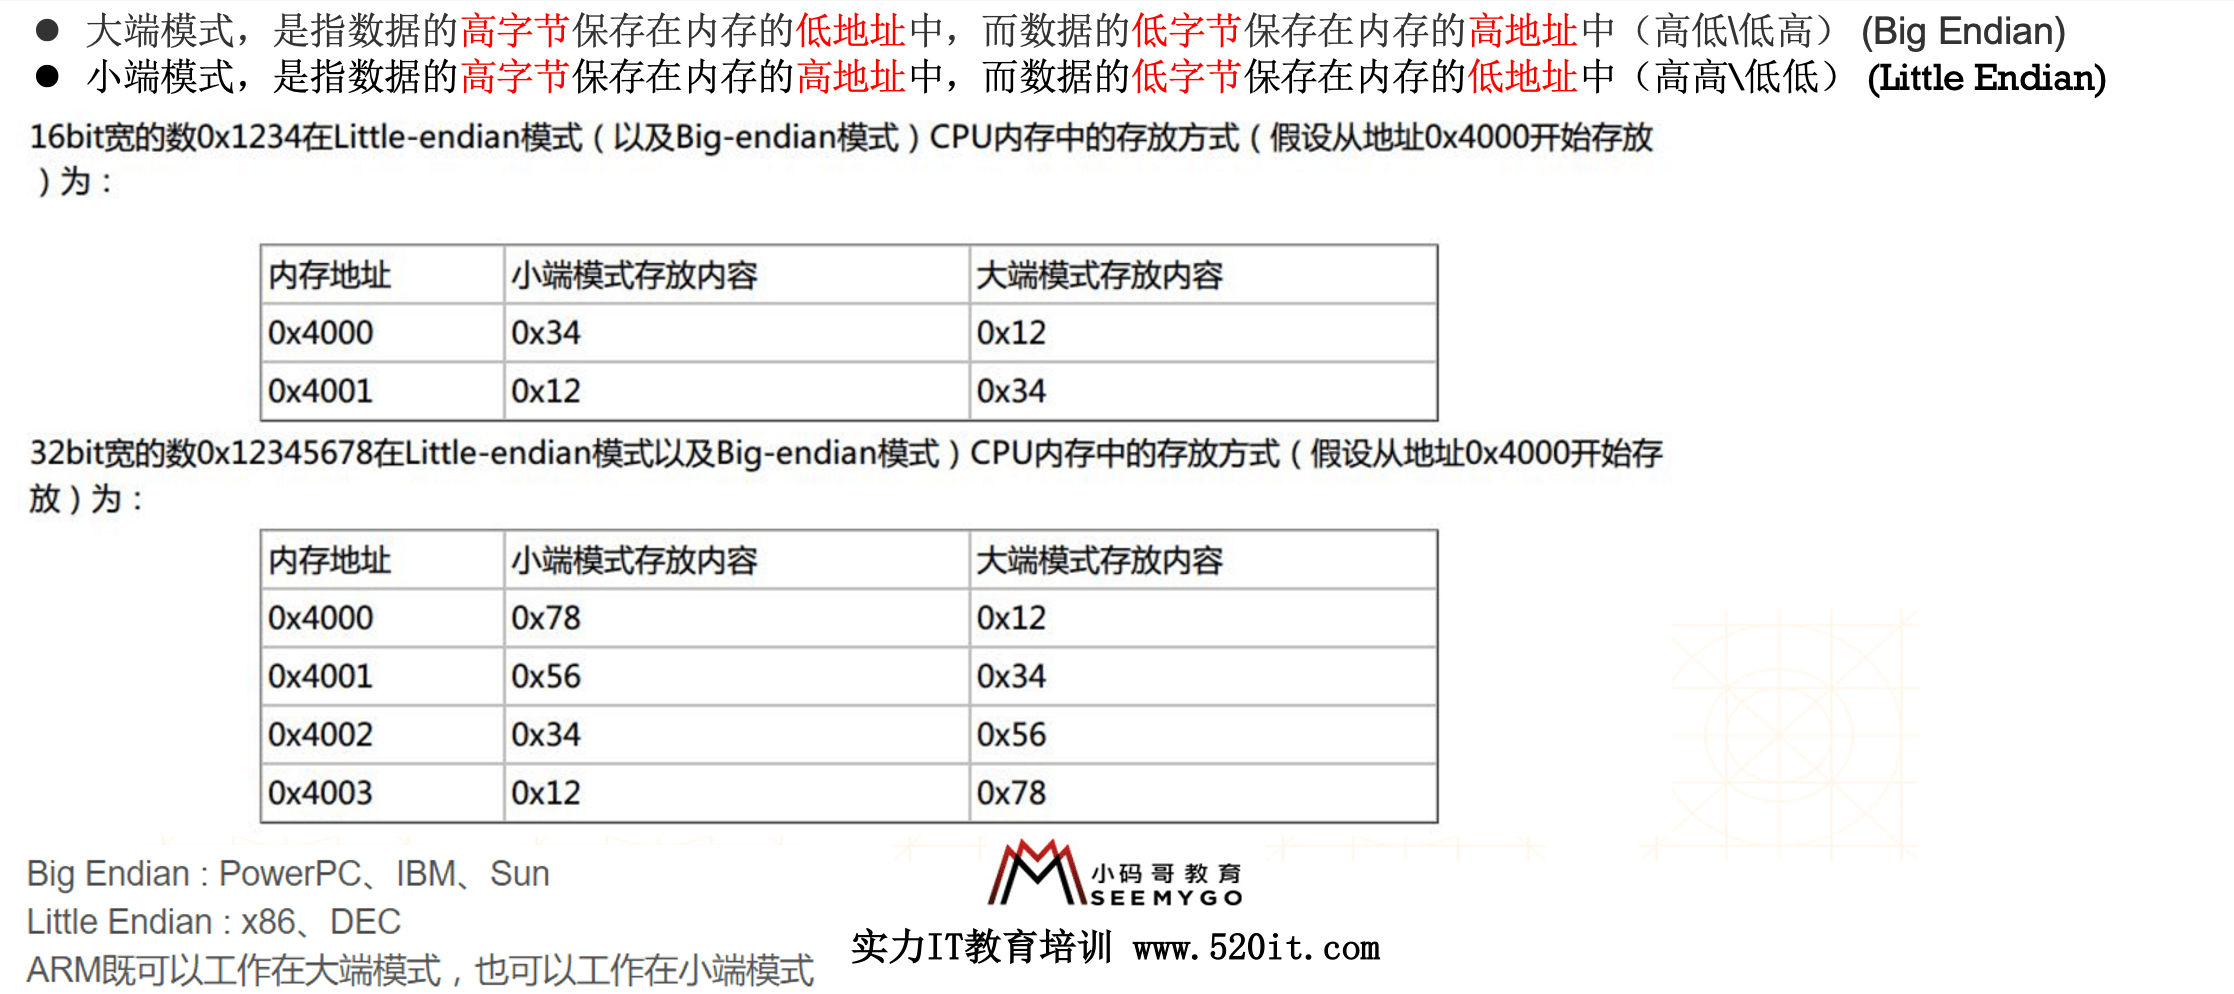 ● 大端模式，是指数据的高字节保存在内存的低地址中，而数据的低字节保存在内存的高地址中（高低\低高） (Big Endian)
● 小端模式，是指数据的高字节保存在内存的高地址中，而数据的低字节保存在内存的低地址中（高高\低低） (Little Endian)
16bit宽的数0x1234在Little-endian模式（以及Big-endian模式）CPU内存中的存放方式（假设从地址0x4000开始存放
）为：
内存地址 小端模式存放内容 大端模式存放内容
0x4000 0x34 0x12
0x4001 0x12 0x34
32bit宽的数0x12345678在Little-endian模式以及Big-endian模式）CPU内存中的存放方式（假设从地址0x4000开始存
放）为：
内存地址 小端模式存放内容 大端模式存放内容
0x4000 0x78 0x12
0x4001 0x56 0x34
0x4002 0x34 0x56
0x4003 0x12 0x78
Big Endian : PowerPC、IBM、Sun
Little Endian : x86、DEC
ARM既可以工作在大端模式，也可以工作在小端模式
小码哥教育
SEEMYGO
实力IT教育培训 www.520it.com